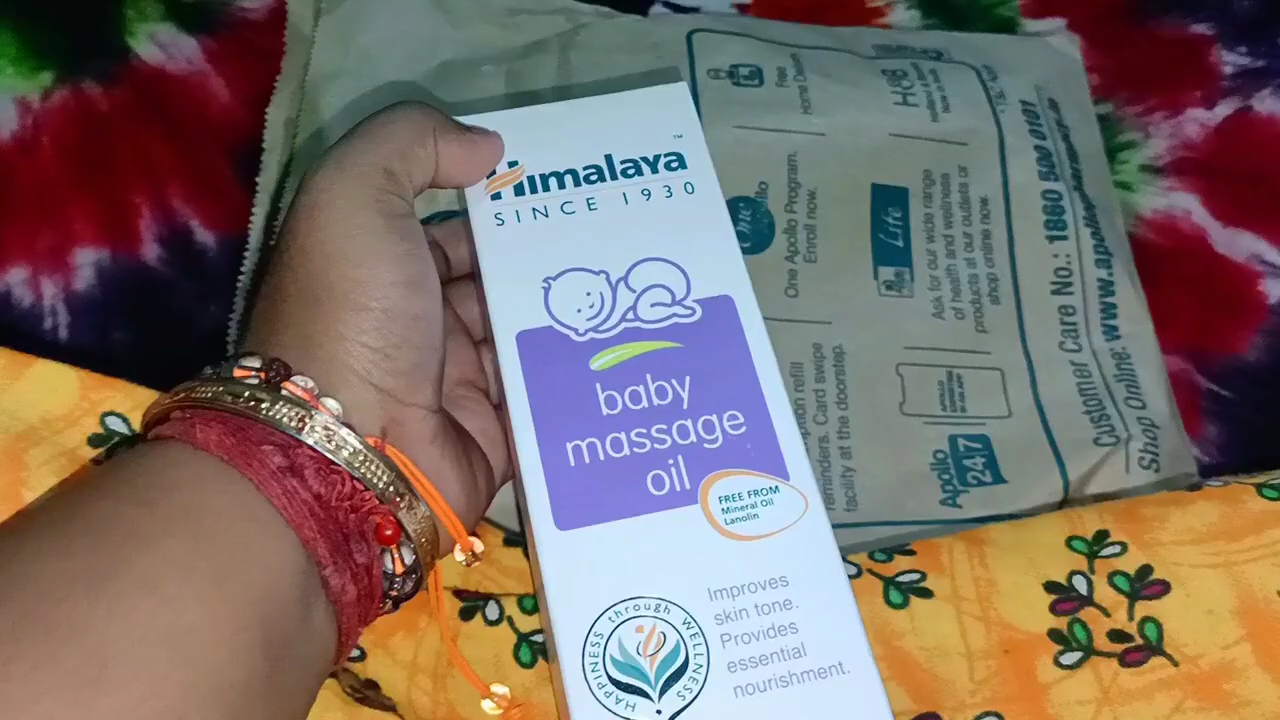 Himalaya
SINCE 1930
baby
massage
oil
FREE FROM
Mineral Oil
Lanolin
HAPPINESS through WELLNESS
Improves
skin tone.
Provides
essential
nourishment.
Free
Home
One
One Apollo Program.
Enroll now.
Life
Ask for our wide range
of health and wellness
products at our outlets or
shop online now.
refill
reminders. Card swipe
facility at the doorstep.
Apollo
24|7
Customer Care No.: 1860 500 0101
Shop Online: www.apollo